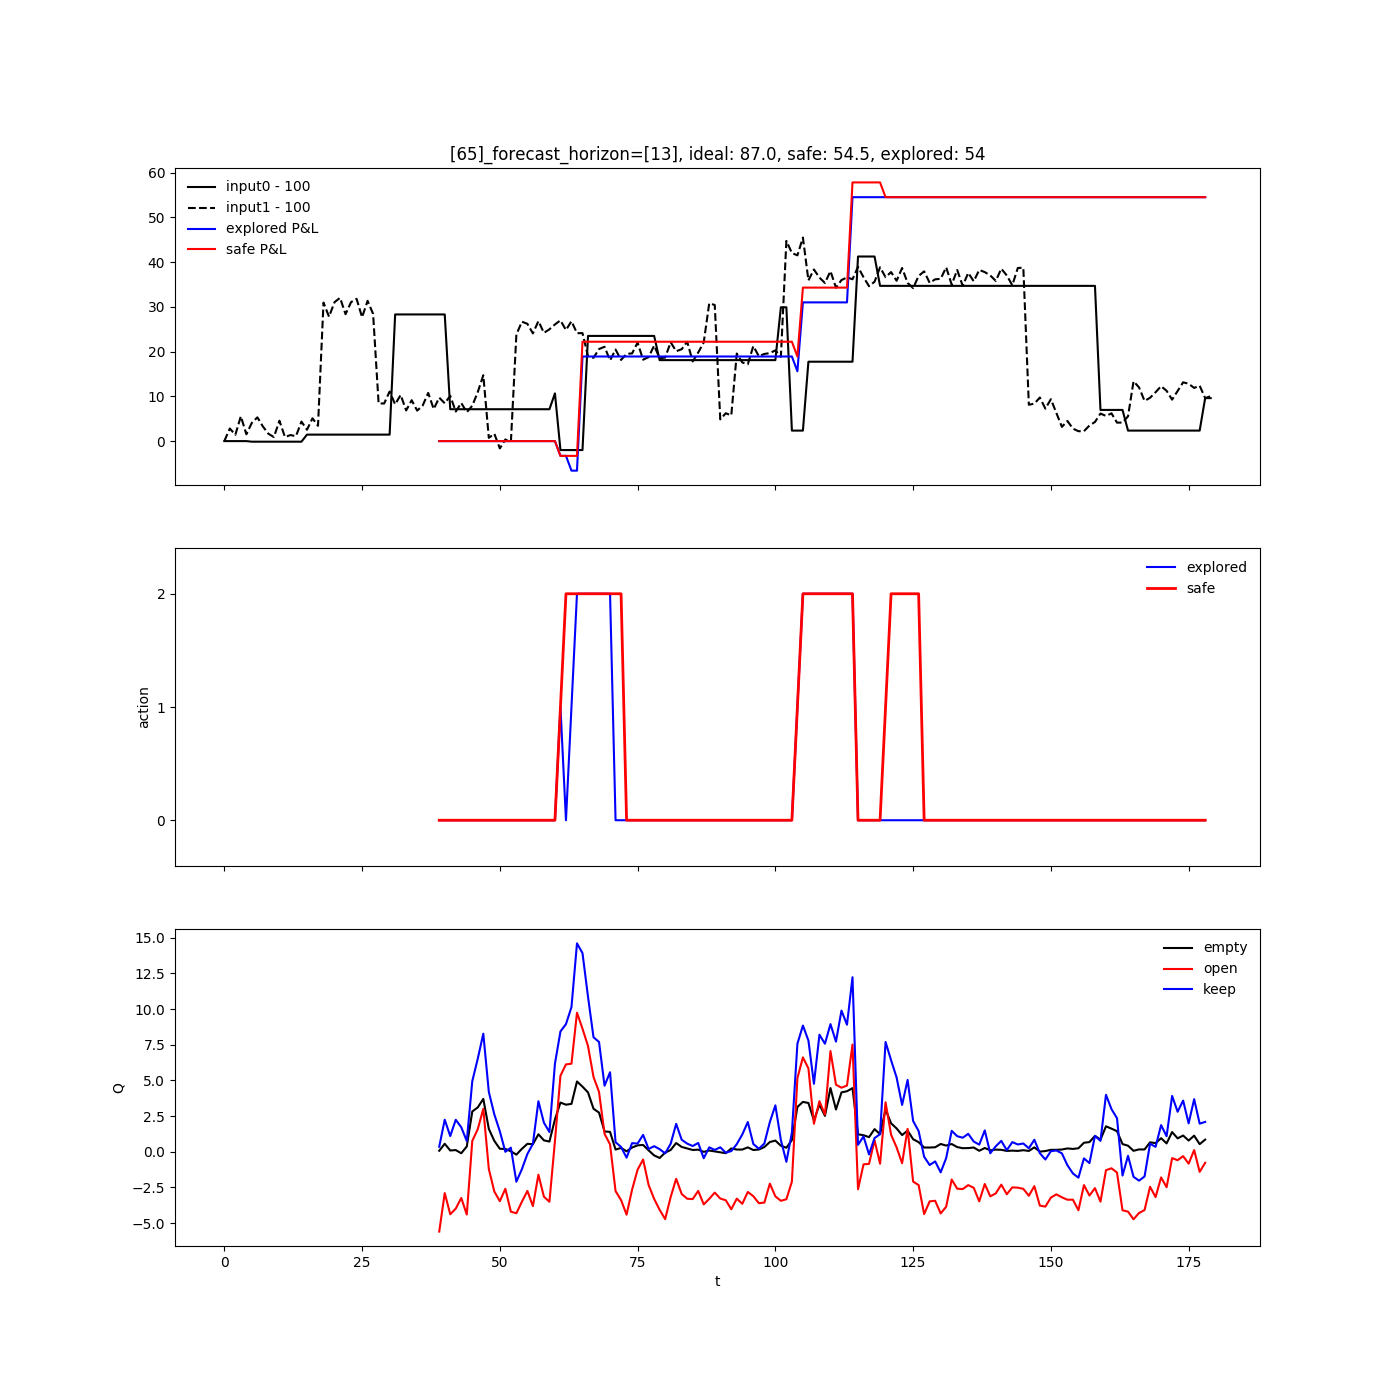 [65]_forecast_horizon=[13], ideal: 87.0, safe: 54.5, explored: 54
60
50
40
30
20
10
0
input0 - 100
input1 - 100
explored P&L
safe P&L
2
1
0
action
explored
safe
15.0
12.5
10.0
7.5
5.0
2.5
0.0
−2.5
−5.0
Q
empty
open
keep
0 25 50 75 100 125 150 175
t